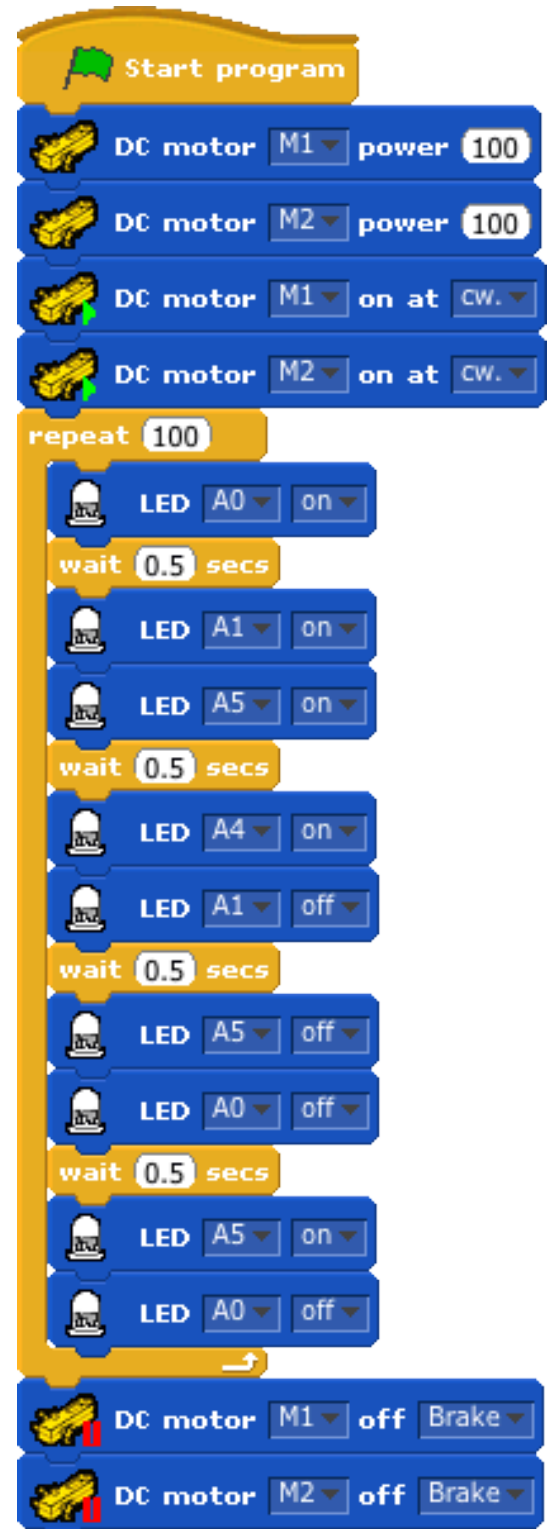 Start program
DC motor M1 power 100
DC motor M2 power 100
DC motor M1 on at cw.
DC motor M2 on at cw.
repeat 100
LED A0 on
wait 0.5 secs
LED A1 on
LED A5 on
wait 0.5 secs
LED A4 on
LED A1 off
wait 0.5 secs
LED A5 off
LED A0 off
wait 0.5 secs
LED A5 on
LED A0 off
DC motor M1 off Brake
DC motor M2 off Brake